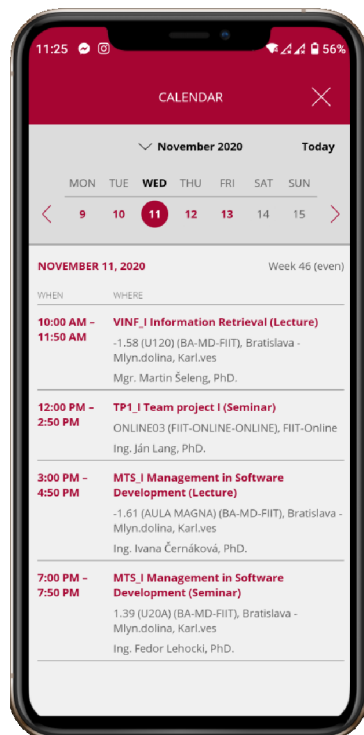 11:25 56%
CALENDAR
November 2020 Today
MON TUE WED THU FRI SAT SUN
9 10 11 12 13 14 15
NOVEMBER 11, 2020 Week 46 (even)
WHEN WHERE
10:00 AM – VINF_I Information Retrieval (Lecture)
11:50 AM -1.58 (U120) (BA-MD-FIIT), Bratislava -
Mlyn.dolina, Karl.ves
Mgr. Martin Šeleng, PhD.
12:00 PM – TP1_I Team project I (Seminar)
2:50 PM ONLINE03 (FIIT-ONLINE-ONLINE), FIIT-Online
Ing. Ján Lang, PhD.
3:00 PM – MTS_I Management in Software
4:50 PM Development (Lecture)
-1.61 (AULA MAGNA) (BA-MD-FIIT), Bratislava -
Mlyn.dolina, Karl.ves
Ing. Ivana Černáková, PhD.
7:00 PM – MTS_I Management in Software
7:50 PM Development (Seminar)
1.39 (U20A) (BA-MD-FIIT), Bratislava -
Mlyn.dolina, Karl.ves
Ing. Fedor Lehocki, PhD.